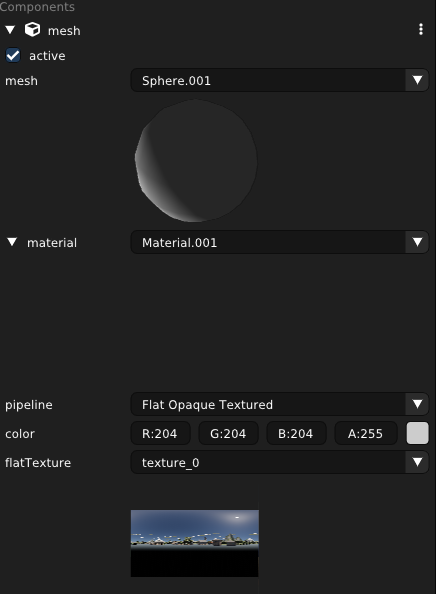 Components
mesh
active
mesh Sphere.001
material Material.001
pipeline Flat Opaque Textured
color R:204 G:204 B:204 A:255
flatTexture texture_0